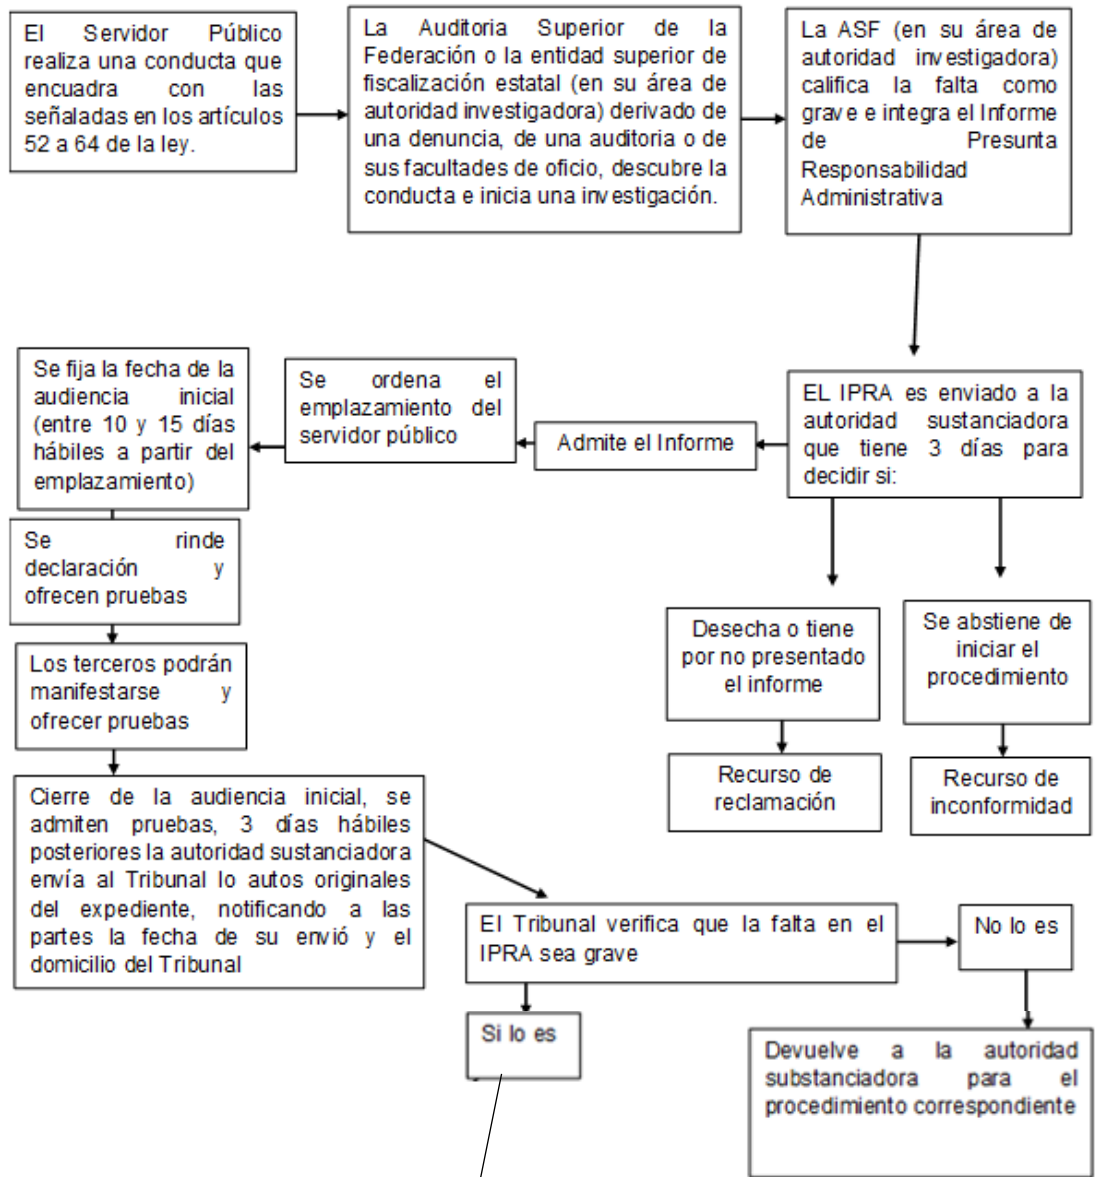 El Servidor Público
realiza una conducta que
encuadra con las
señaladas en los artículos
52 a 64 de la ley.
La Auditoria Superior de la
Federación o la entidad superior de
fiscalización estatal (en su área de
autoridad investigadora) derivado de
una denuncia, de una auditoria o de
sus facultades de oficio, descubre la
conducta e inicia una investigación.
La ASF (en su área de
autoridad investigadora)
califica la falta como
grave e integra el Informe
de Presunta
Responsabilidad
Administrativa
EL IPRA es enviado a la
autoridad sustanciadora
que tiene 3 días para
decidir si:
Admite el Informe
Se ordena el
emplazamiento del
servidor público
Se fija la fecha de la
audiencia inicial
(entre 10 y 15 días
hábiles a partir del
emplazamiento)
Se rinde
declaración y
ofrecen pruebas
Los terceros podrán
manifestarse y
ofrecer pruebas
Desecha o tiene
por no presentado
el informe
Se abstiene de
iniciar el
procedimiento
Recurso de
reclamación
Recurso de
inconformidad
Cierre de la audiencia inicial, se
admiten pruebas, 3 días hábiles
posteriores la autoridad sustanciadora
envía al Tribunal lo autos originales
del expediente, notificando a las
partes la fecha de su envió y el
domicilio del Tribunal
El Tribunal verifica que la falta en el
IPRA sea grave
No lo es
Si lo es
Devuelve a la autoridad
substanciadora para el
procedimiento correspondiente